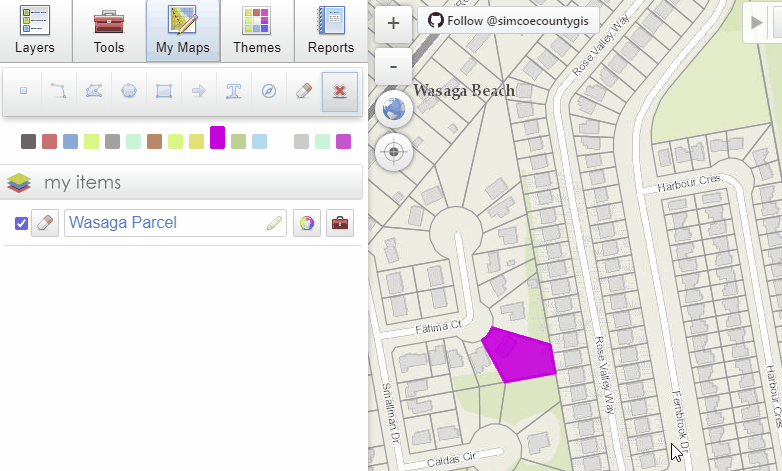 Layers
Tools
My Maps
Themes
Reports
my items
Wasaga Parcel
+
-
Follow @simcoecountygis
Wasaga Beach
Rose Valley Way
Harbour Cres
Fatima Ct
Smallman Dr
Caldas Cir
Rose Valley Way
Fernbrook Dr
Harbour Cres